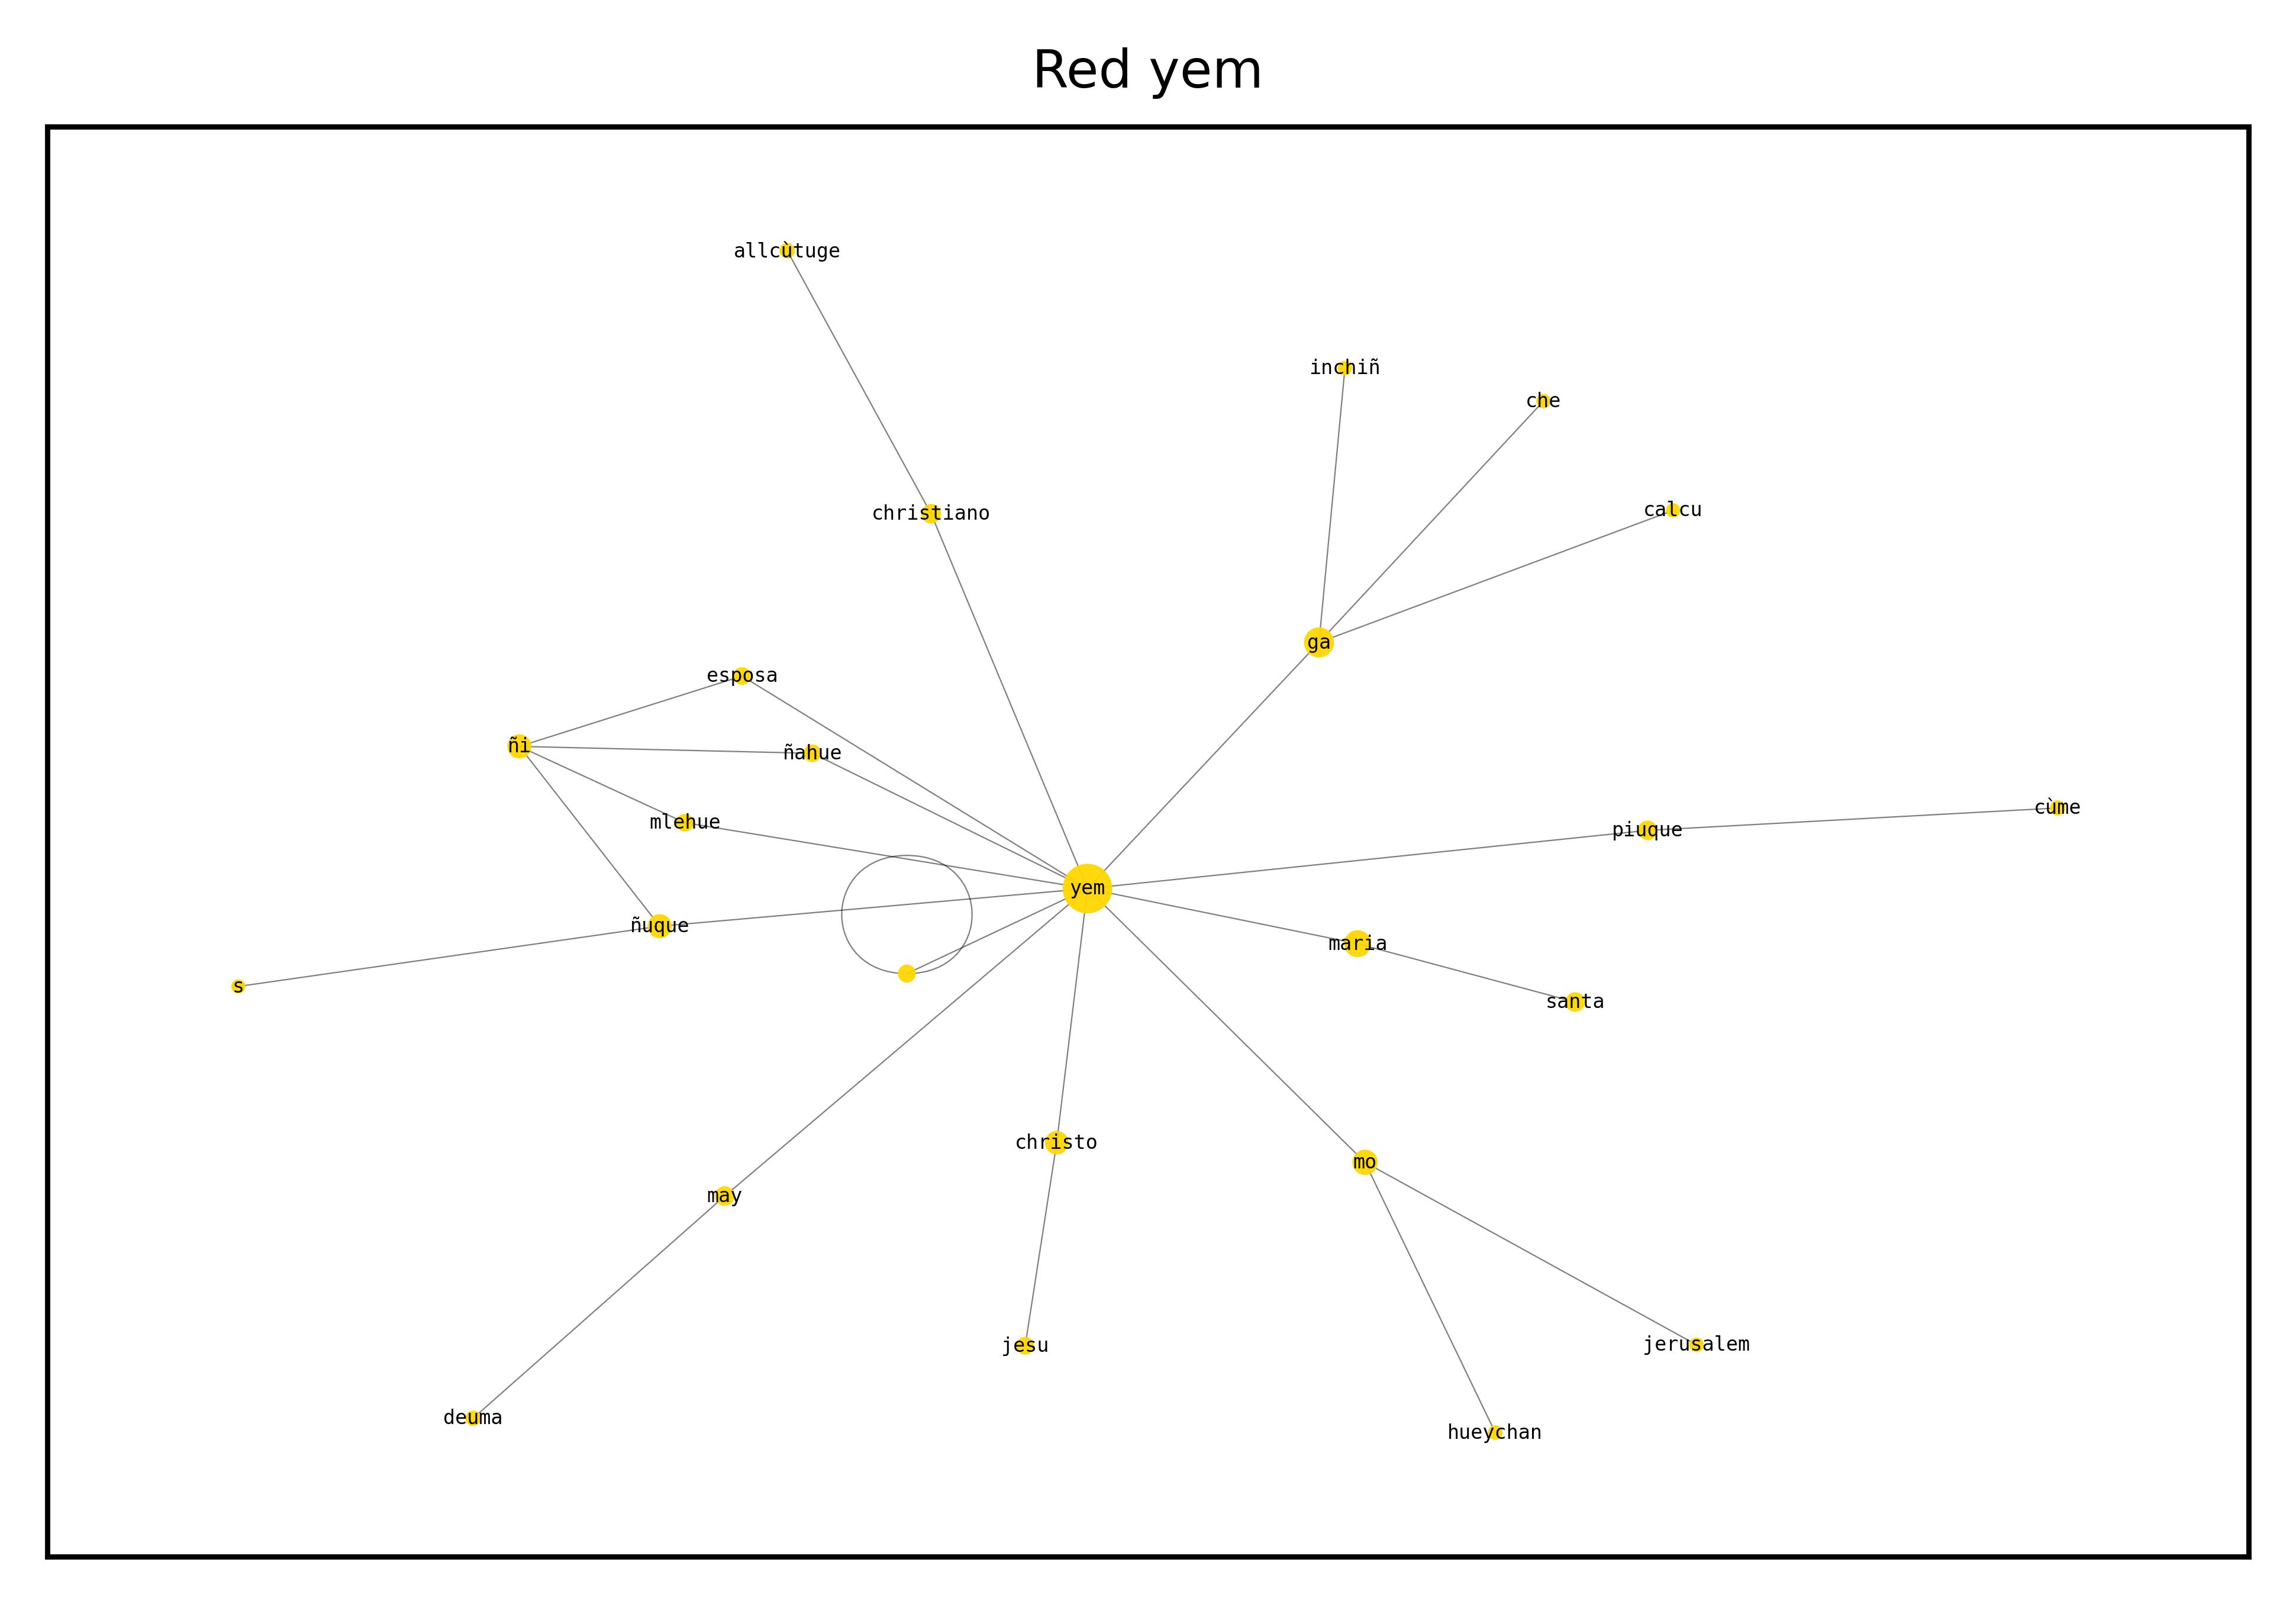 Red yem
allcùtuge
inchiñ
che
calcu
christiano
ga
esposa
ñi
ñahue
cùme
mlehue
piuque
yem
ñuque
maria
s
santa
christo
mo
may
jesu
jerusalem
deuma
hueychan